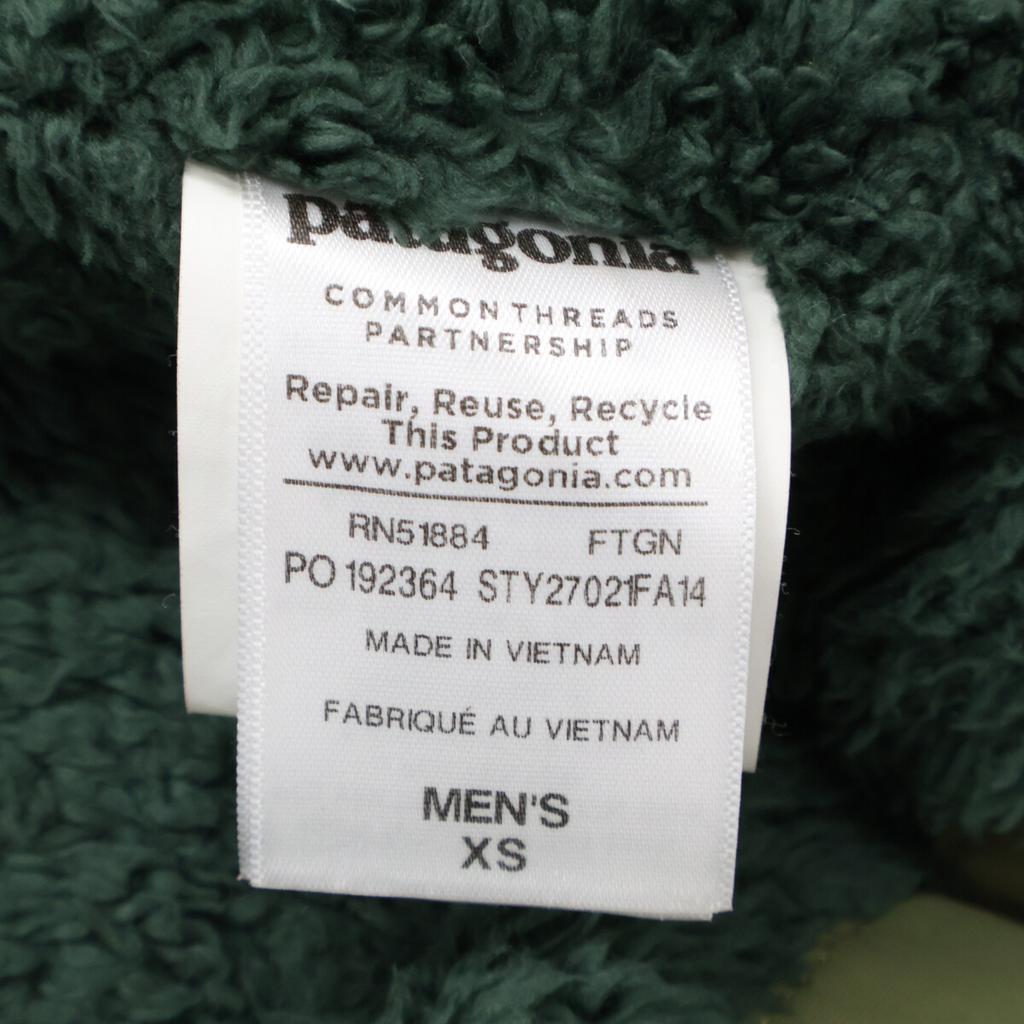 patagonia
COMMON THREADS
PARTNERSHIP
Repair, Reuse, Recycle
This Product
www.patagonia.com
RN51884 FTGN
PO 192364 STY27021FA14
MADE IN VIETNAM
FABRIQUÉ AU VIETNAM
MEN'S
XS